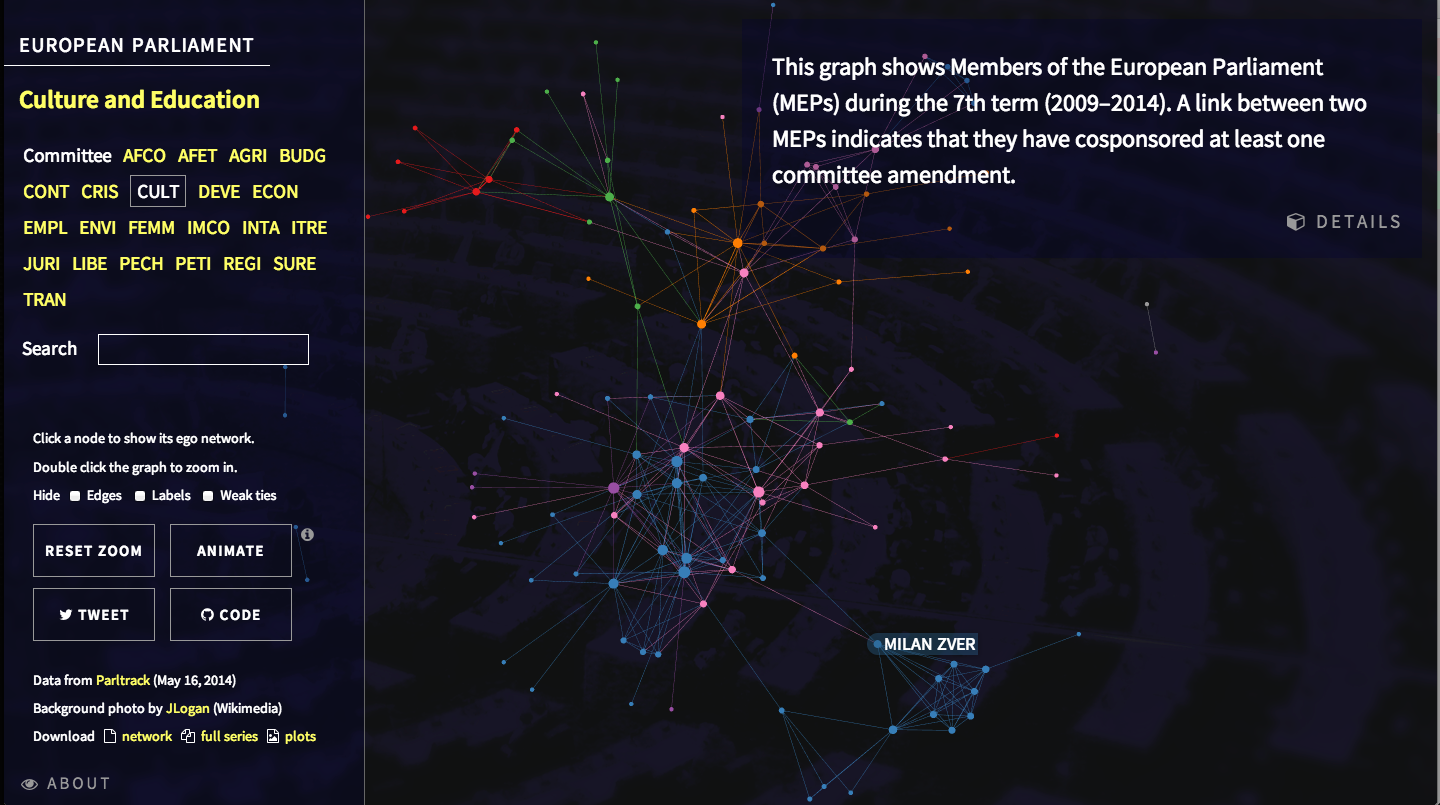 EUROPEAN PARLIAMENT
Culture and Education
Committee AFCO AFET AGRI BUDG
CONT CRIS CULT DEVE ECON
EMPL ENVI FEMM IMCO INTA ITRE
JURI LIBE PECH PETI REGI SURE
TRAN
Search
Click a node to show its ego network.
Double click the graph to zoom in.
Hide Edges Labels Weak ties
RESET ZOOM ANIMATE
TWEET CODE
Data from Parltrack (May 16, 2014)
Background photo by JLogan (Wikimedia)
Download network full series plots
ABOUT
This graph shows Members of the European Parliament
(MEPs) during the 7th term (2009–2014). A link between two
MEPs indicates that they have cosponsored at least one
committee amendment.
DETAILS
MILAN ZVER